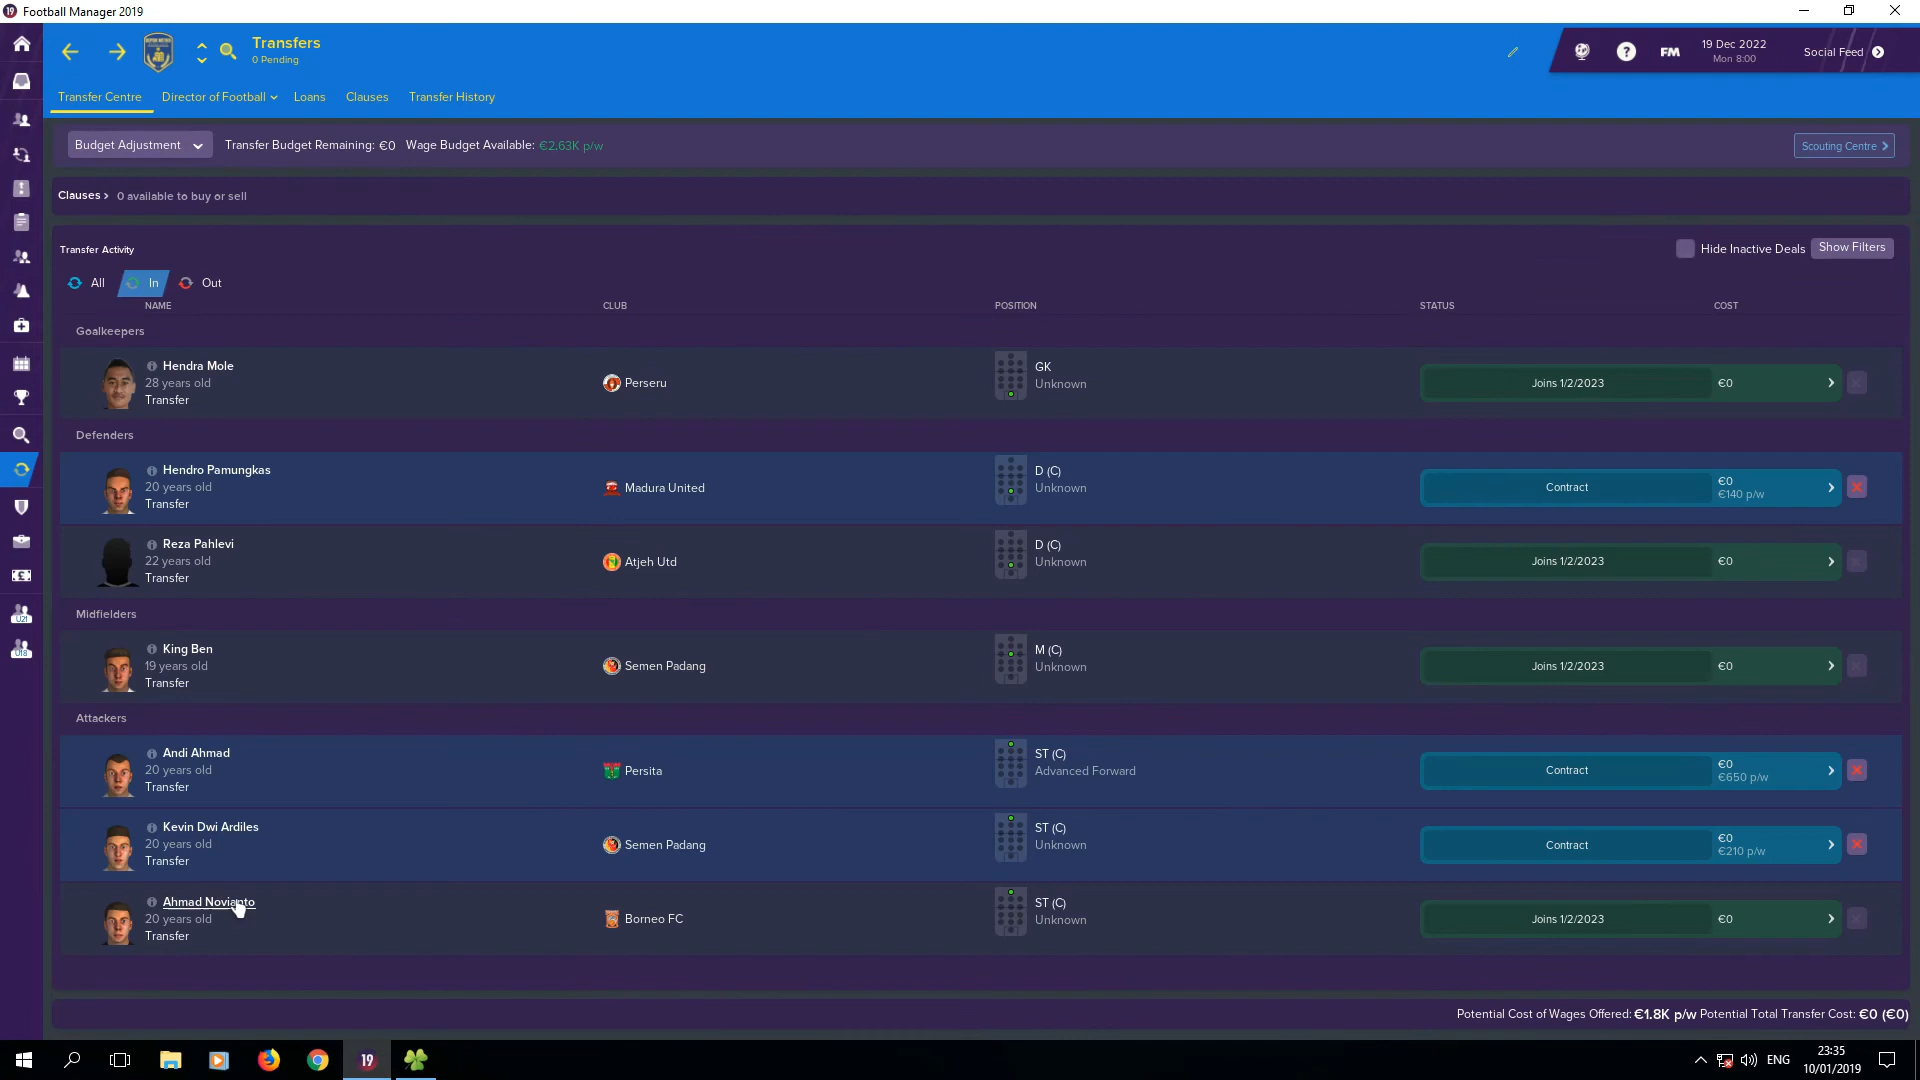 19 Football Manager 2019
Transfers
0 Pending
FM
19 Dec 2022
Mon 8:00
Social Feed
Transfer Centre
Director of Football
Loans
Clauses
Transfer History
Budget Adjustment
Transfer Budget Remaining: €0
Wage Budget Available: €2.63K p/w
Scouting Centre
Clauses
0 available to buy or sell
Transfer Activity
Hide Inactive Deals
Show Filters
All
In
Out
NAME
CLUB
POSITION
STATUS
COST
Goalkeepers
Hendra Mole
28 years old
Transfer
Perseru
GK
Unknown
Joins 1/2/2023
€0
Defenders
Hendro Pamungkas
20 years old
Transfer
Madura United
D (C)
Unknown
Contract
€0
€140 p/w
Reza Pahlevi
22 years old
Transfer
Atjeh Utd
D (C)
Unknown
Joins 1/2/2023
€0
Midfielders
King Ben
19 years old
Transfer
Semen Padang
M (C)
Unknown
Joins 1/2/2023
€0
Attackers
Andi Ahmad
20 years old
Transfer
Persita
ST (C)
Advanced Forward
Contract
€0
€650 p/w
Kevin Dwi Ardiles
20 years old
Transfer
Semen Padang
ST (C)
Unknown
Contract
€0
€210 p/w
Ahmad Novianto
20 years old
Transfer
Borneo FC
ST (C)
Unknown
Joins 1/2/2023
€0
U21
U18
Potential Cost of Wages Offered: €1.8K p/w Potential Total Transfer Cost: €0 (€0)
19
ENG
23:35
10/01/2019